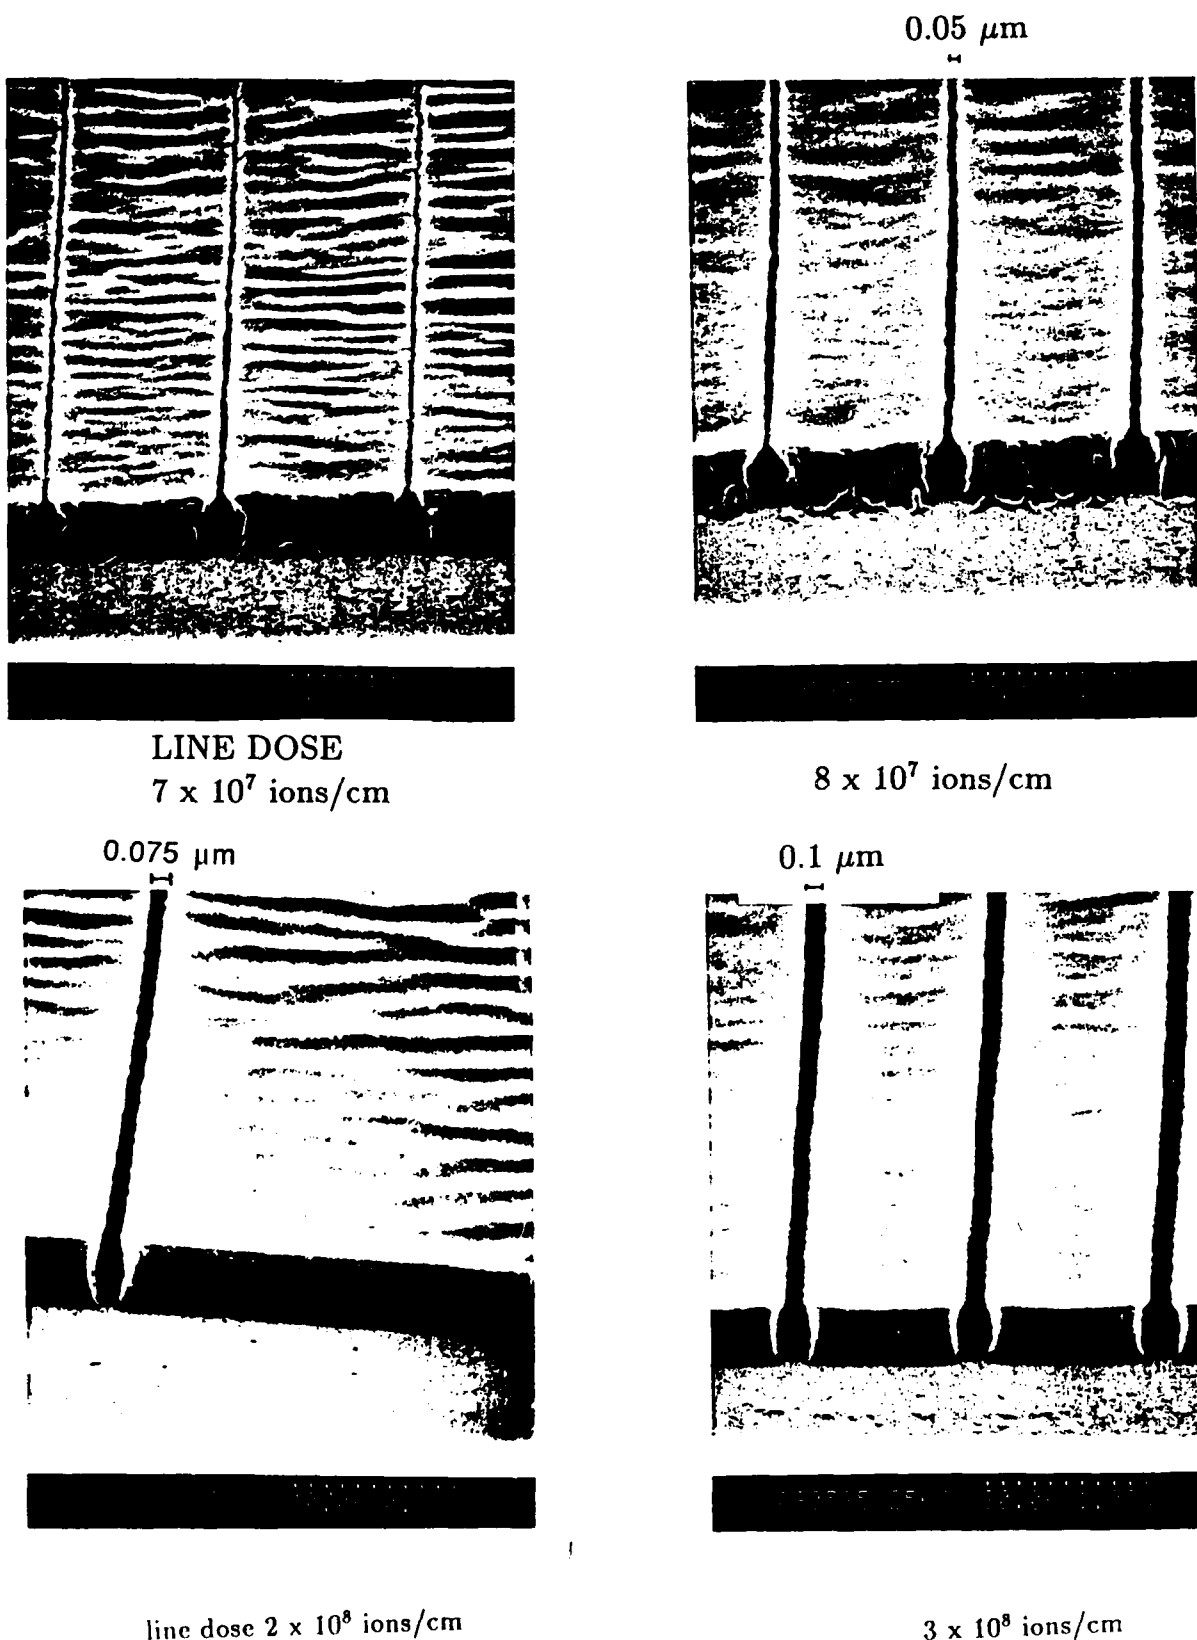 0.05 μm
LINE DOSE
7 x 10⁷ ions/cm
8 x 10⁷ ions/cm
0.075 μm
0.1 μm
line dose 2 x 10⁸ ions/cm
3 x 10⁸ ions/cm